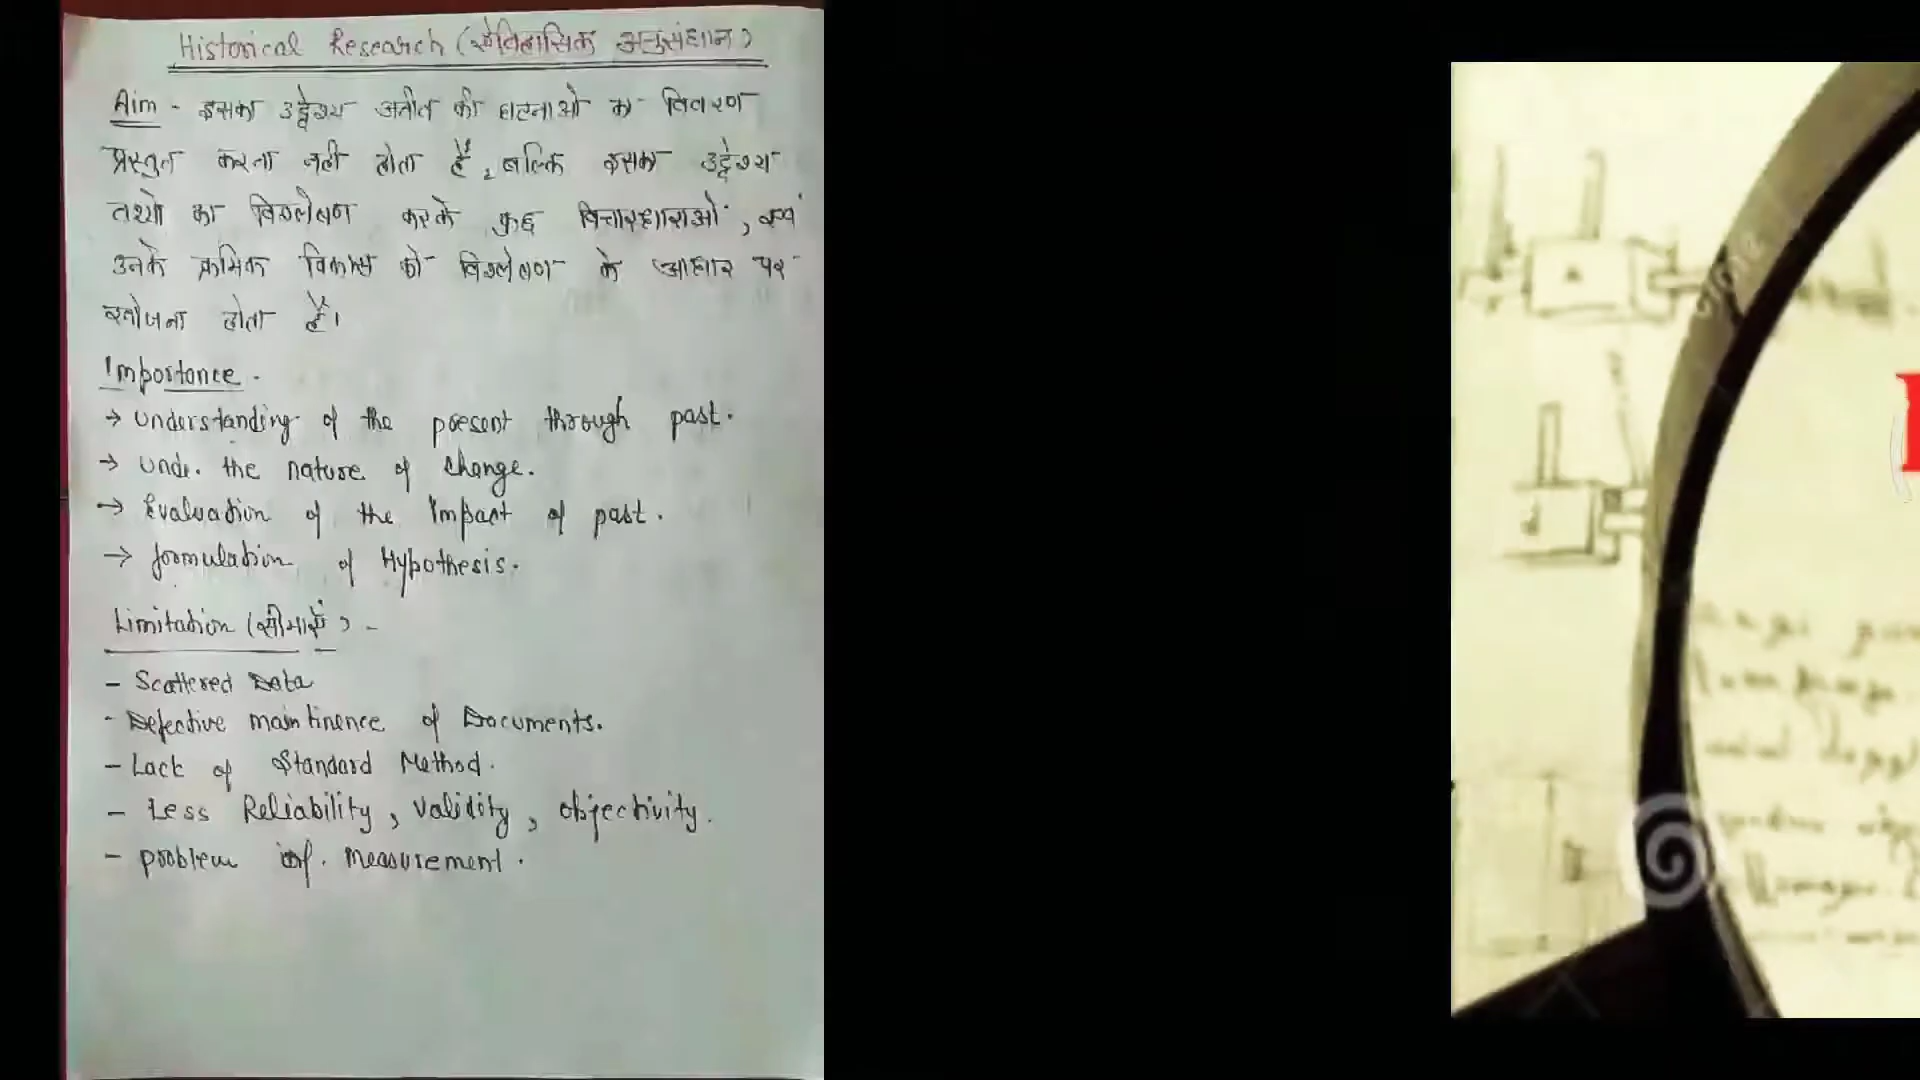 Historical Research (ऐतिहासिक अनुसंधान)
Aim - इसका उद्देश्य अतीत की घटनाओ का विवरण
प्रस्तुत करना नही होता है, बल्कि इसका उद्देश्य
तथ्यो का विश्लेषण करके कुछ विचारधाराओं, एवं
उनके क्रमिक विकास को विश्लेषण के आधार पर
खोजना होता है।
Importance -
→ Understanding of the present through past.
→ Und. the nature of change.
→ Evaluation of the Impact of past.
→ formulation of Hypothesis.
Limitation (सीमाएँ) -
- Scattered Data
- Defective maintinence of Documents.
- Lack of Standard Method.
- Less Reliability, Validity, objectivity.
- problem of. Measurement.